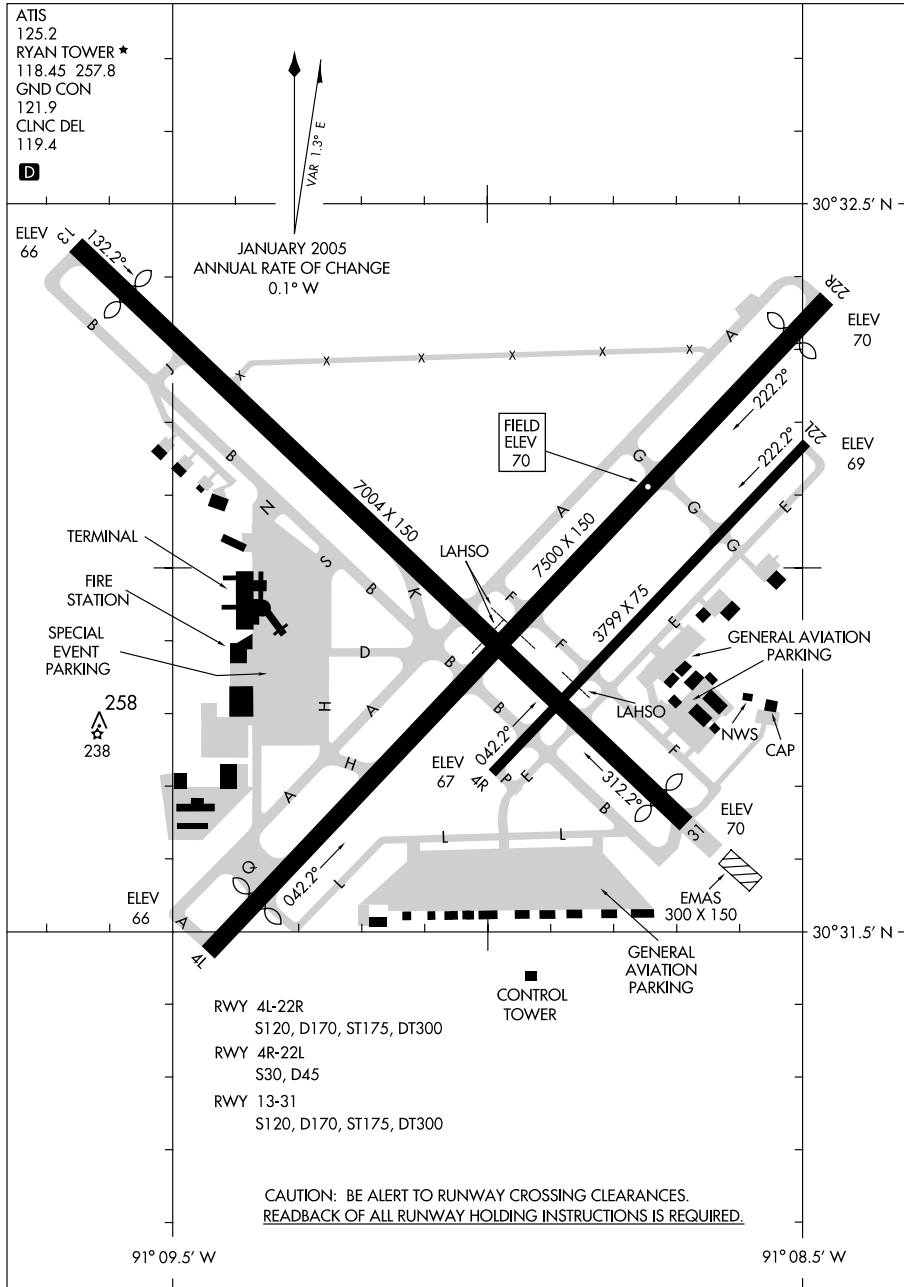 ATIS
125.2
RYAN TOWER ★
118.45 257.8
GND CON
121.9
CLNC DEL
119.4
D
VAR 1.3° E
JANUARY 2005
ANNUAL RATE OF CHANGE
0.1° W
30°32.5' N
ELEV
66
13
132.2°
22R
ELEV
70
222.2°
B
J
X
X
X
X
X
X
A
FIELD
ELEV
70
22L
222.2°
ELEV
69
B
G
G
G
E
N
7004 X 150
A
7500 X 150
TERMINAL
LAHSO
S
B
K
F
3799 X 75
FIRE
STATION
E
SPECIAL
EVENT
PARKING
D
B
F
GENERAL AVIATION
PARKING
H
A
B
LAHSO
NWS
CAP
258
238
H
ELEV
67
042.2°
4R
P
E
312.2°
F
A
B
L
L
31
ELEV
70
Q
042.2°
L
EMAS
300 X 150
ELEV
66
A
4L
30°31.5' N
GENERAL
AVIATION
PARKING
CONTROL
TOWER
RWY 4L-22R
S120, D170, ST175, DT300
RWY 4R-22L
S30, D45
RWY 13-31
S120, D170, ST175, DT300
CAUTION: BE ALERT TO RUNWAY CROSSING CLEARANCES.
READBACK OF ALL RUNWAY HOLDING INSTRUCTIONS IS REQUIRED.
91°09.5' W
91°08.5' W